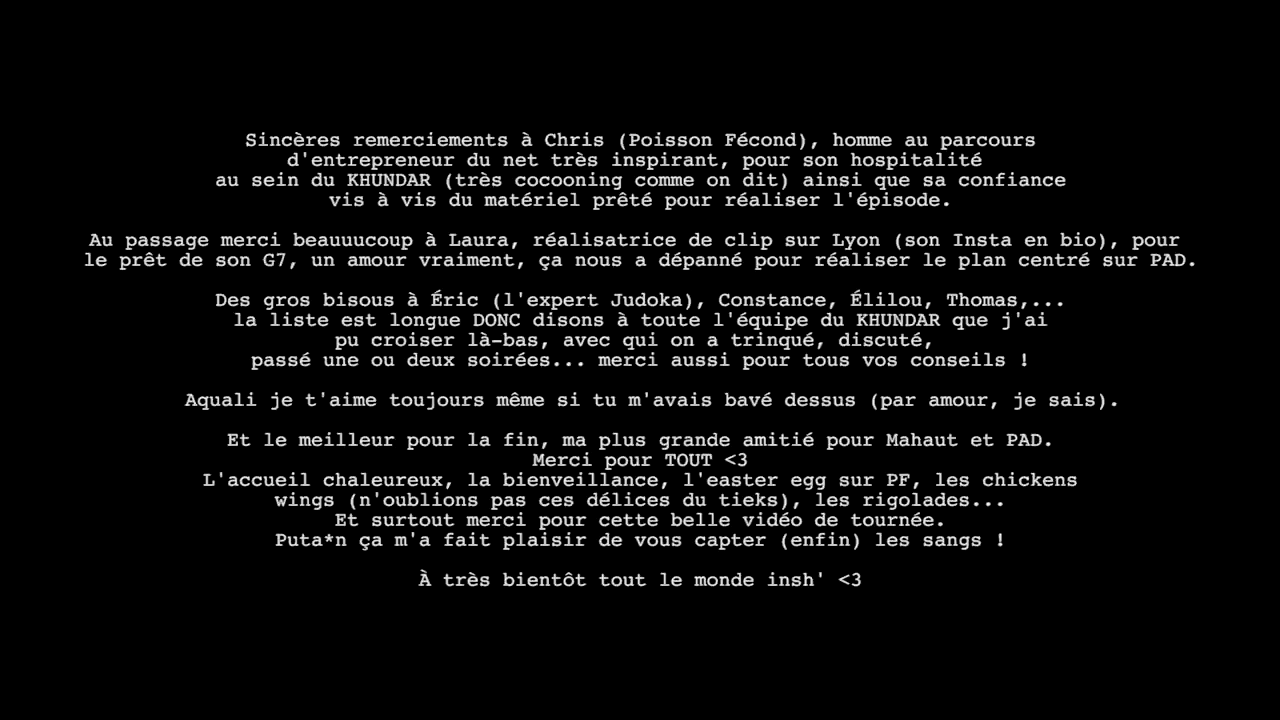 Sincères remerciements à Chris (Poisson Fécond), homme au parcours
d'entrepreneur du net très inspirant, pour son hospitalité
au sein du KHUNDAR (très cocooning comme on dit) ainsi que sa confiance
vis à vis du matériel prêté pour réaliser l'épisode.
Au passage merci beauuucoup à Laura, réalisatrice de clip sur Lyon (son Insta en bio), pour
le prêt de son G7, un amour vraiment, ça nous a dépanné pour réaliser le plan centré sur PAD.
Des gros bisous à Éric (l'expert Judoka), Constance, Élilou, Thomas,...
la liste est longue DONC disons à toute l'équipe du KHUNDAR que j'ai
pu croiser là-bas, avec qui on a trinqué, discuté,
passé une ou deux soirées... merci aussi pour tous vos conseils !
Aquali je t'aime toujours même si tu m'avais bavé dessus (par amour, je sais).
Et le meilleur pour la fin, ma plus grande amitié pour Mahaut et PAD.
Merci pour TOUT <3
L'accueil chaleureux, la bienveillance, l'easter egg sur PF, les chickens
wings (n'oublions pas ces délices du tieks), les rigolades...
Et surtout merci pour cette belle vidéo de tournée.
Puta*n ça m'a fait plaisir de vous capter (enfin) les sangs !
À très bientôt tout le monde insh' <3